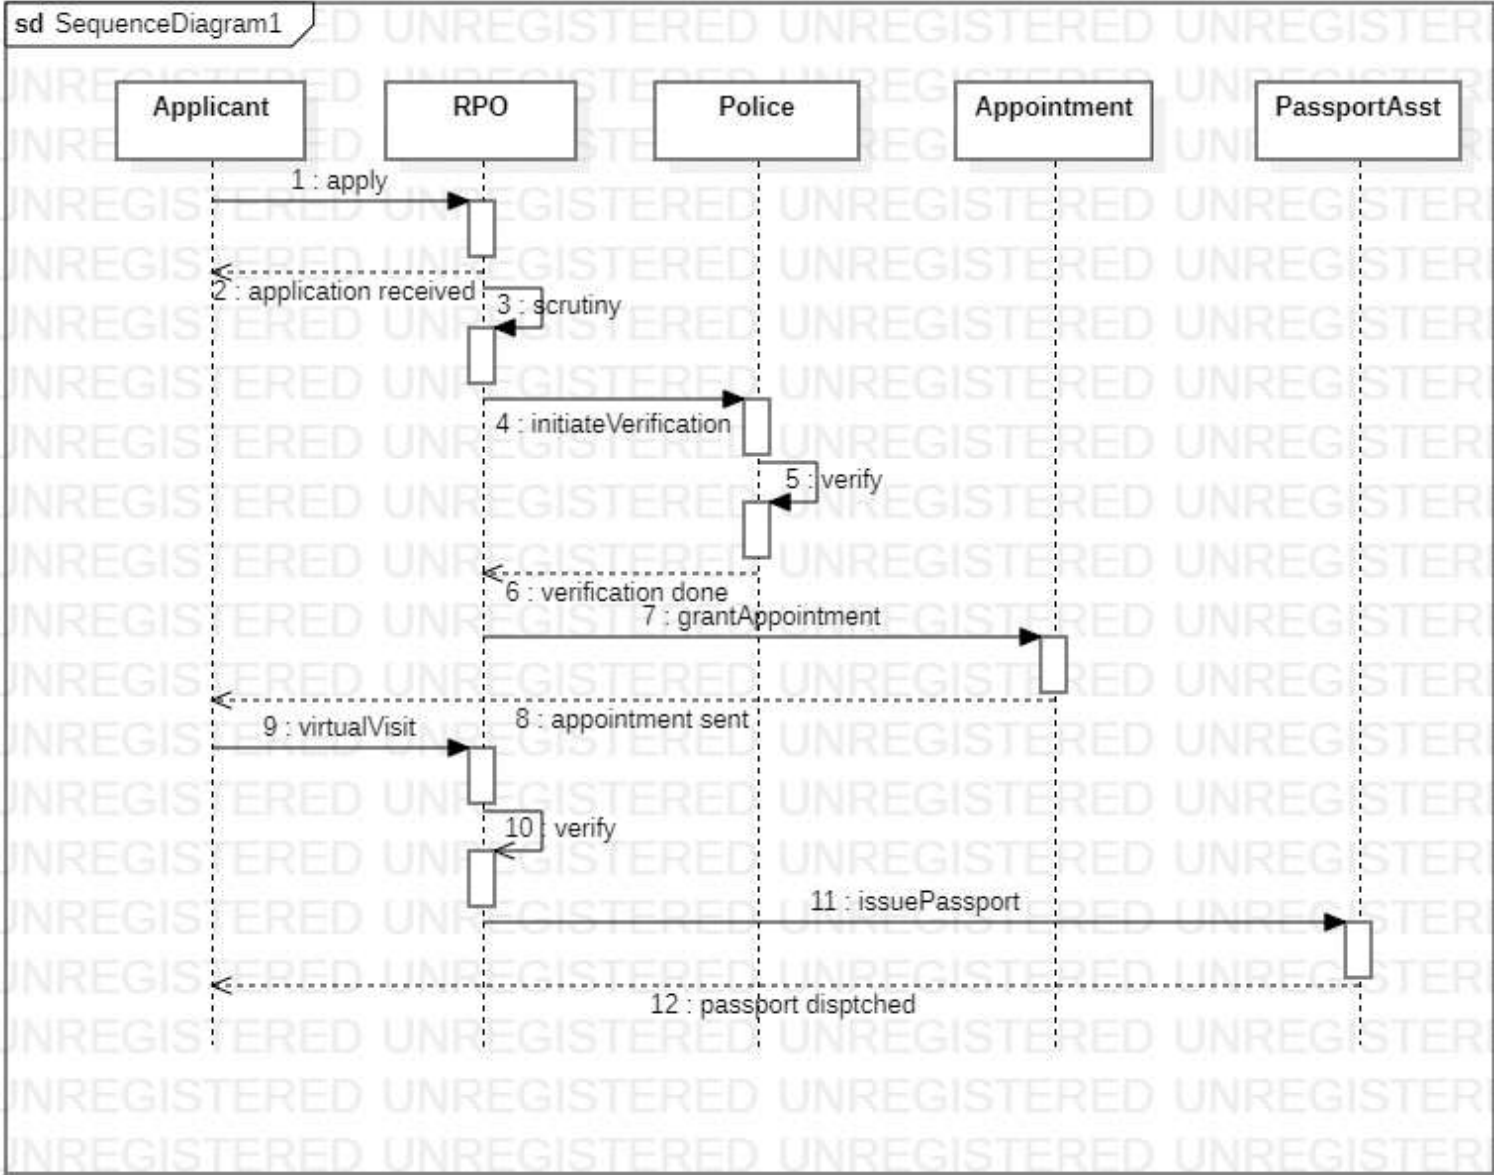 sd SequenceDiagram1
Applicant
RPO
Police
Appointment
PassportAsst
1 : apply
2 : application received
3 : scrutiny
4 : initiateVerification
5 : verify
6 : verification done
7 : grantAppointment
8 : appointment sent
9 : virtualVisit
10 : verify
11 : issuePassport
12 : passport disptched
UNREGISTERED